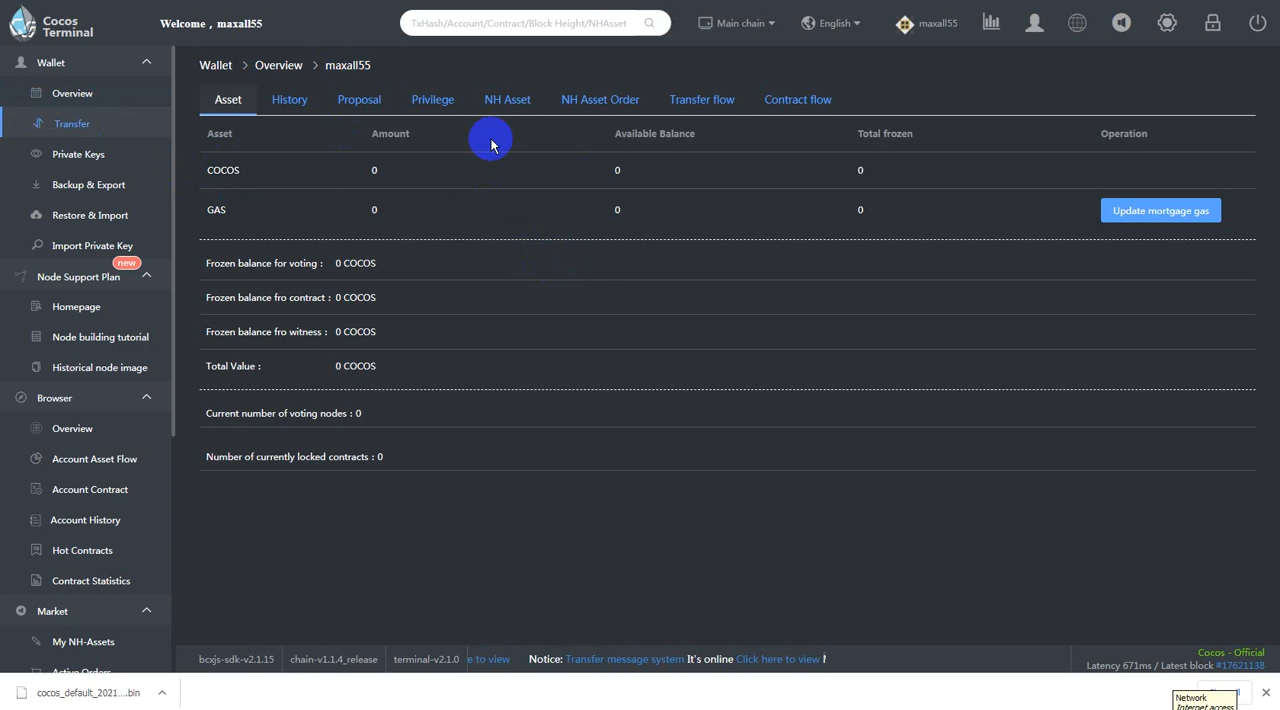 Cocos Terminal
Welcome , maxall55
TxHash/Account/Contract/Block Height/NHAsset
Main chain
English
maxall55
Wallet
Overview
Transfer
Private Keys
Backup & Export
Restore & Import
Import Private Key
new
Node Support Plan
Homepage
Node building tutorial
Historical node image
Browser
Overview
Account Asset Flow
Account Contract
Account History
Hot Contracts
Contract Statistics
Market
My NH-Assets
Active Orders
Wallet > Overview > maxall55
Asset History Proposal Privilege NH Asset NH Asset Order Transfer flow Contract flow
Asset Amount Available Balance Total frozen Operation
COCOS 0 0 0
GAS 0 0 0 Update mortgage gas
Frozen balance for voting : 0 COCOS
Frozen balance fro contract : 0 COCOS
Frozen balance fro witness : 0 COCOS
Total Value : 0 COCOS
Current number of voting nodes : 0
Number of currently locked contracts : 0
bcxjs-sdk-v2.1.15 chain-v1.1.4_release terminal-v2.1.0 e to view Notice: Transfer message system It's online Click here to view
Cocos - Official
Latency 671ms / Latest block #17621138
cocos_default_2021....bin
Network
Internet access